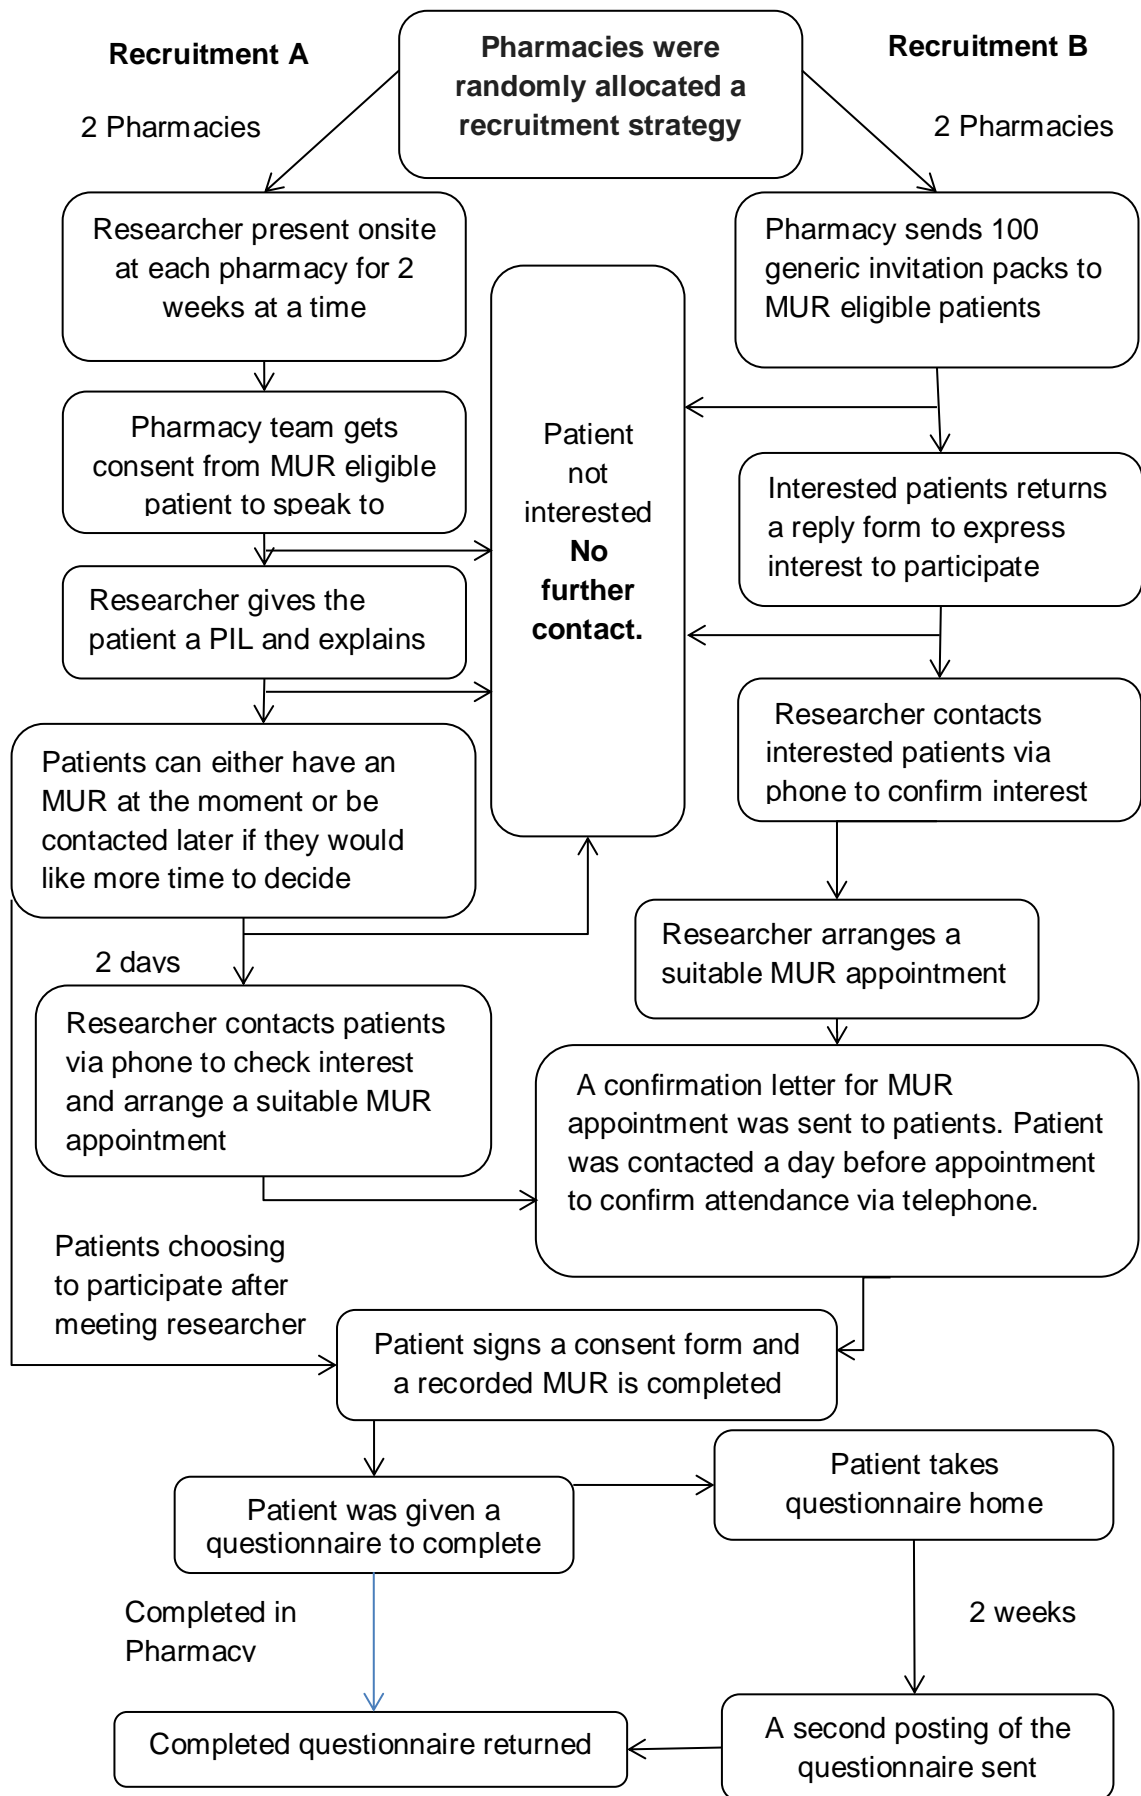 Recruitment A
Pharmacies were
randomly allocated a
recruitment strategy
Recruitment B
2 Pharmacies
2 Pharmacies
Researcher present onsite
at each pharmacy for 2
weeks at a time
Pharmacy sends 100
generic invitation packs to
MUR eligible patients
Pharmacy team gets
consent from MUR eligible
patient to speak to
Patient
not
interested
No
further
contact.
Interested patients returns
a reply form to express
interest to participate
Researcher gives the
patient a PIL and explains
Researcher contacts
interested patients via
phone to confirm interest
Patients can either have an
MUR at the moment or be
contacted later if they would
like more time to decide
Researcher arranges a
suitable MUR appointment
2 days
Researcher contacts patients
via phone to check interest
and arrange a suitable MUR
appointment
A confirmation letter for MUR
appointment was sent to patients. Patient
was contacted a day before appointment
to confirm attendance via telephone.
Patients choosing
to participate after
meeting researcher
Patient signs a consent form and
a recorded MUR is completed
Patient was given a
questionnaire to complete
Patient takes
questionnaire home
Completed in
Pharmacy
2 weeks
Completed questionnaire returned
A second posting of the
questionnaire sent